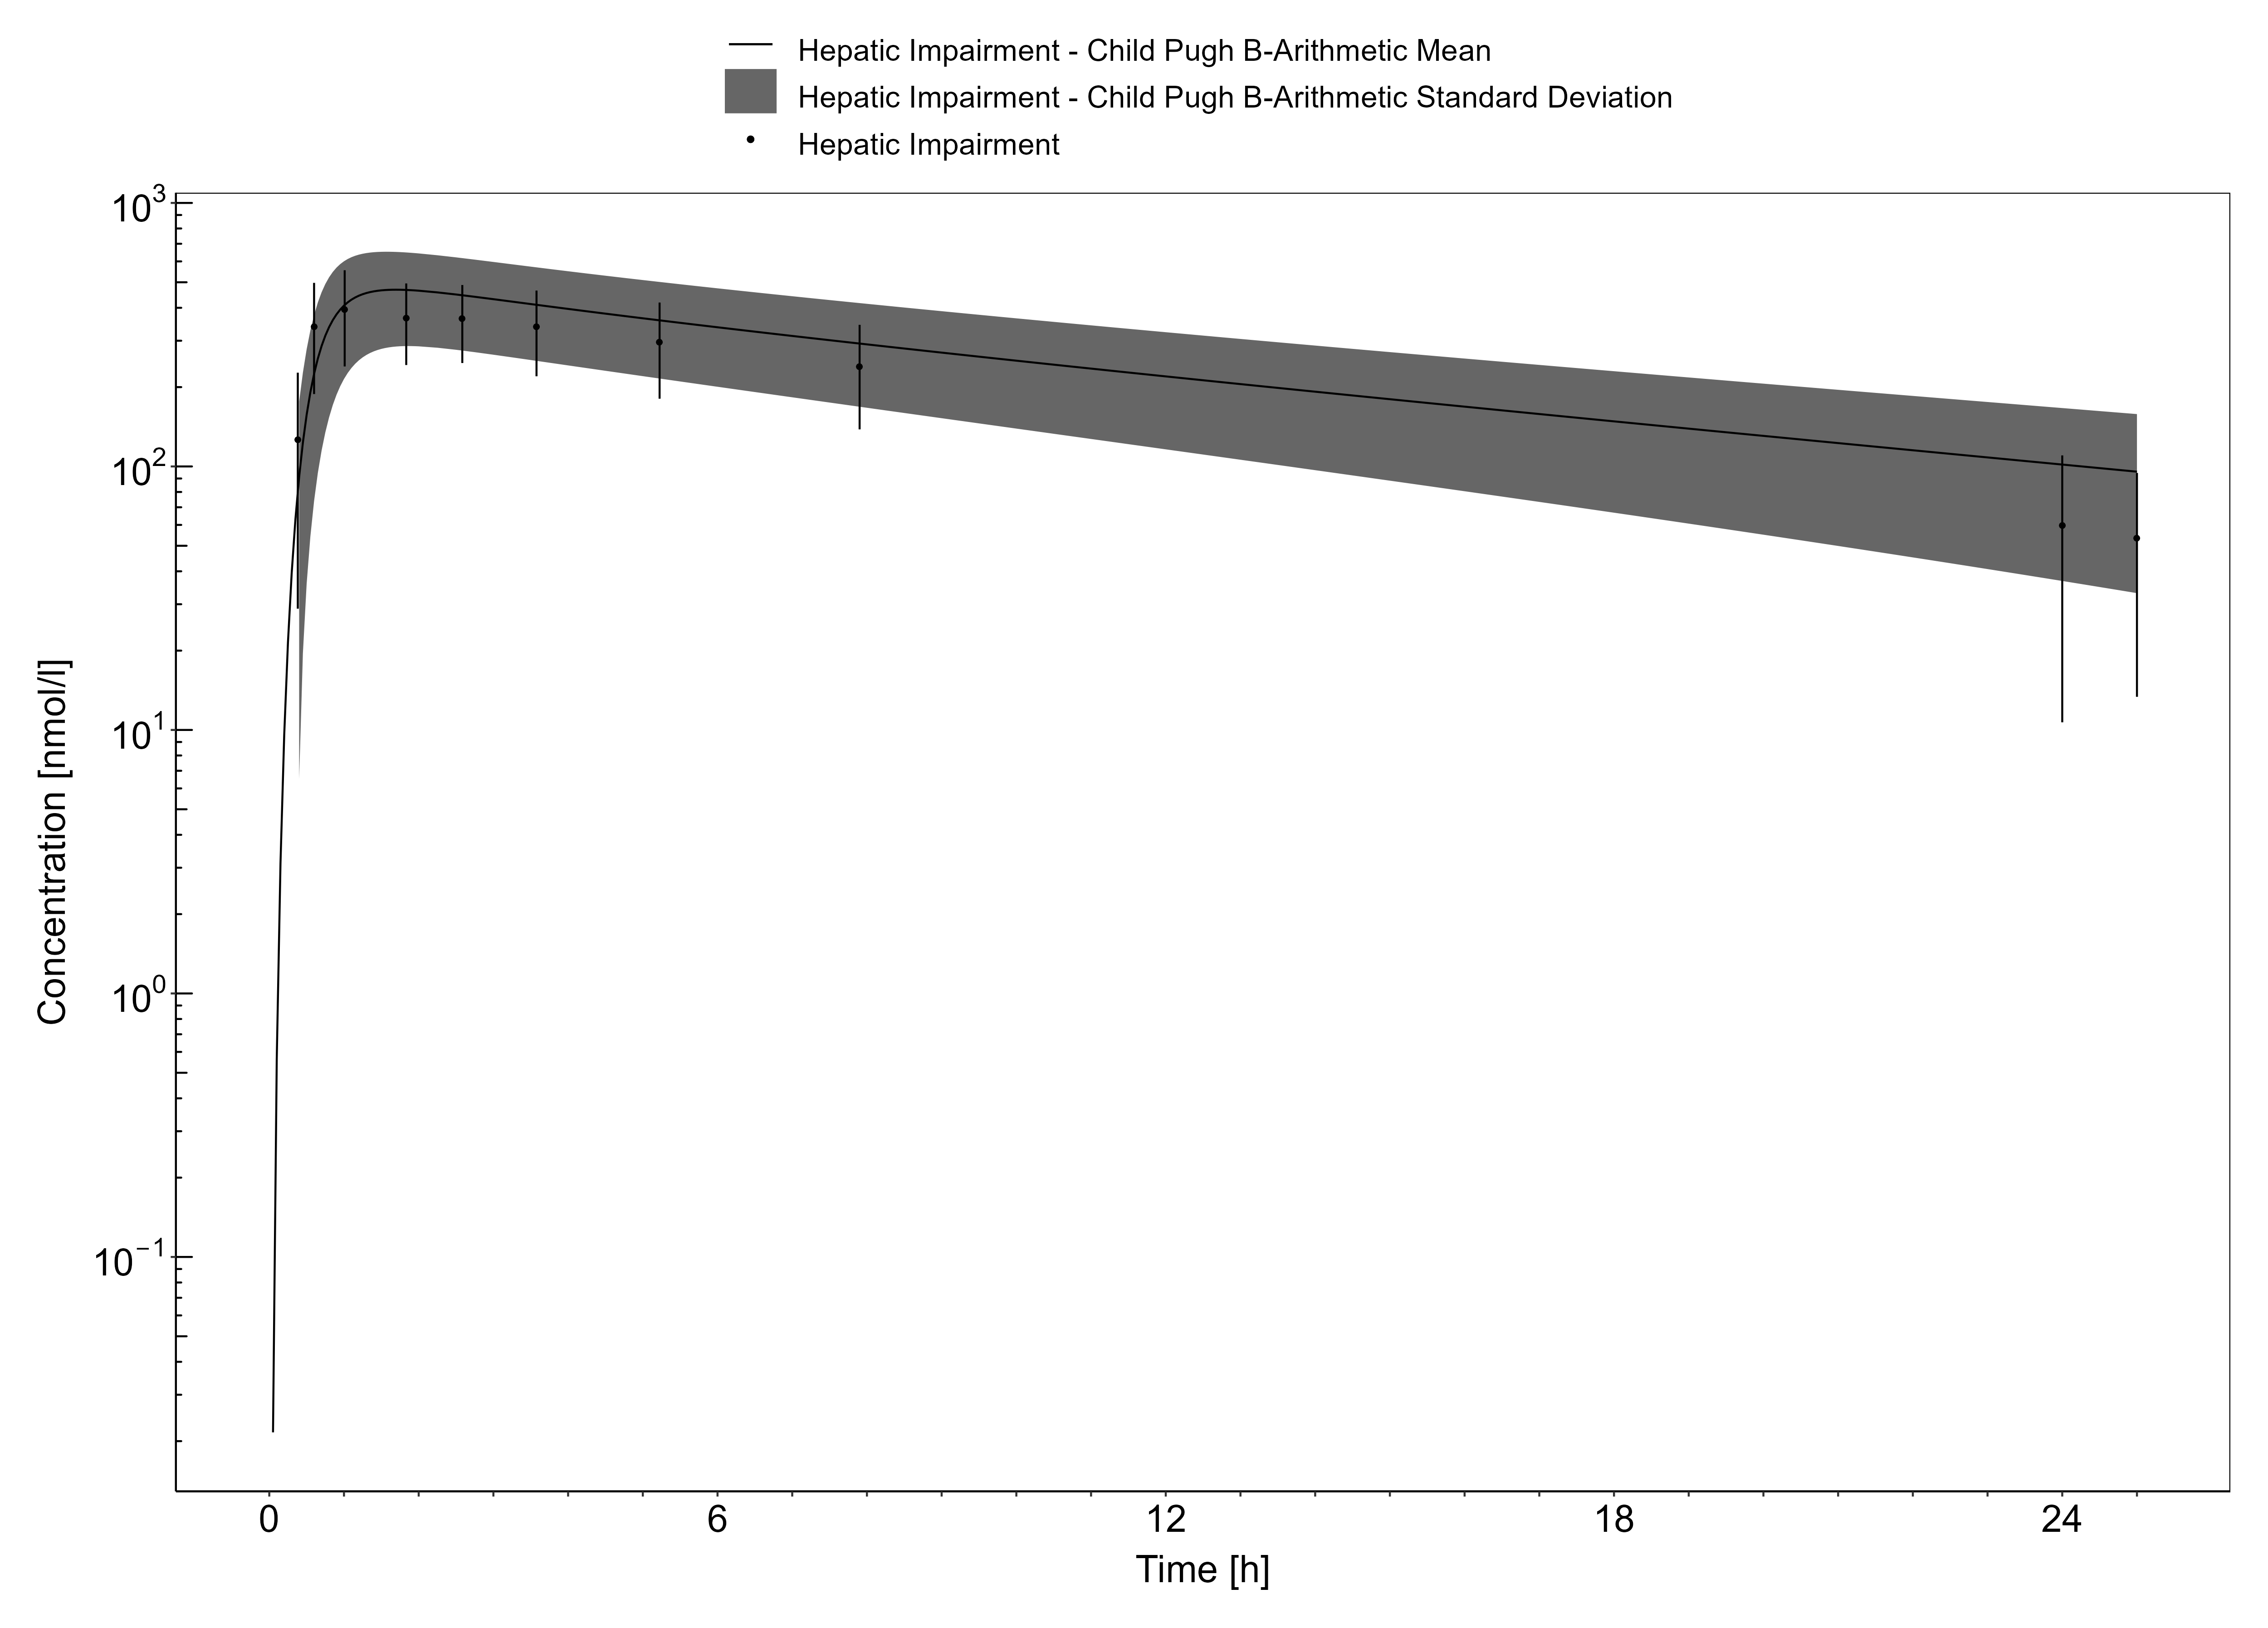 Hepatic Impairment - Child Pugh B-Arithmetic Mean
Hepatic Impairment - Child Pugh B-Arithmetic Standard Deviation
Hepatic Impairment
10³
10²
10¹
10⁰
10⁻¹
Concentration [nmol/l]
0 6 12 18 24
Time [h]